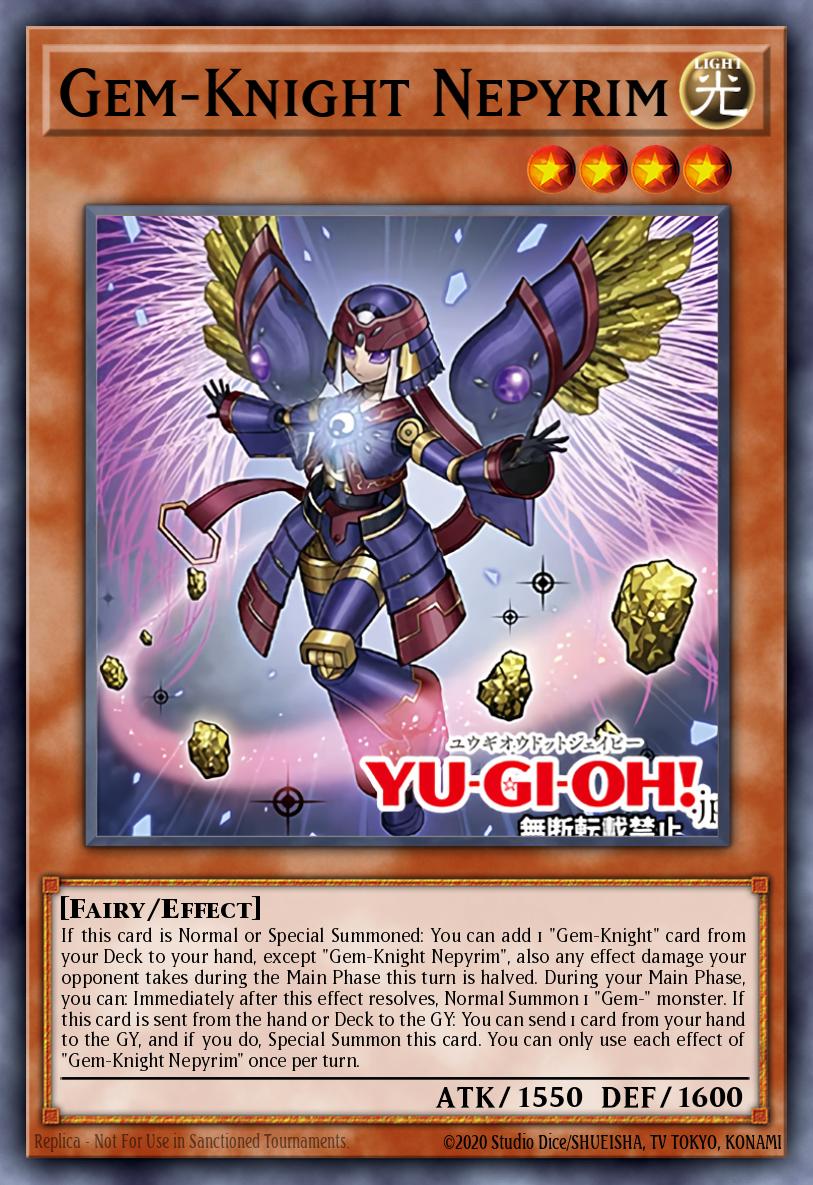 Gem-Knight Nepyrim
LIGHT
光
ユウギオウドットジェイピー
YU-GI-OH!
.jp
無断転載禁止
[Fairy/Effect]
If this card is Normal or Special Summoned: You can add 1 "Gem-Knight" card from
your Deck to your hand, except "Gem-Knight Nepyrim", also any effect damage your
opponent takes during the Main Phase this turn is halved. During your Main Phase,
you can: Immediately after this effect resolves, Normal Summon 1 "Gem-" monster. If
this card is sent from the hand or Deck to the GY: You can send 1 card from your hand
to the GY, and if you do, Special Summon this card. You can only use each effect of
"Gem-Knight Nepyrim" once per turn.
ATK/1550 DEF/1600
Replica - Not For Use in Sanctioned Tournaments.
©2020 Studio Dice/SHUEISHA, TV TOKYO, KONAMI